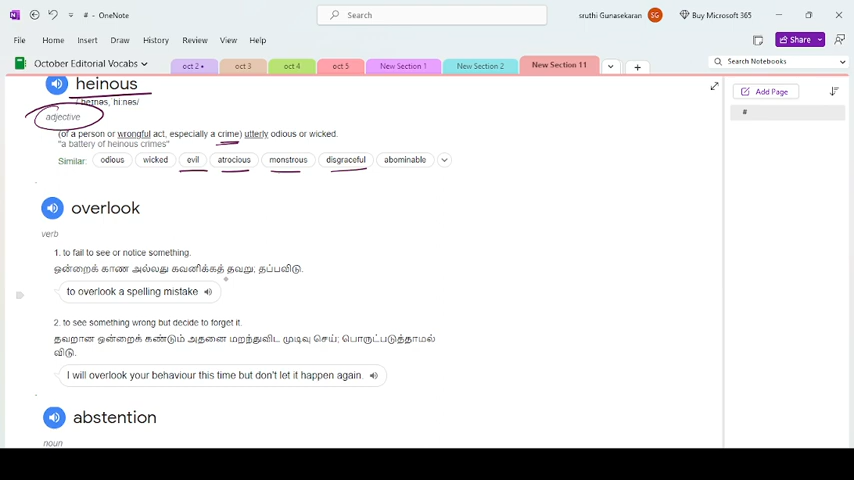 # - OneNote
Search
sruthi Gunasekaran
SG
Buy Microsoft 365
File Home Insert Draw History Review View Help
Share
October Editorial Vocabs
oct 2 oct 3 oct 4 oct 5 New Section 1 New Section 2 New Section 11 +
Search Notebooks
Add Page
#
heinous
/ˈheɪnəs, ˈhiːnəs/
adjective
(of a person or wrongful act, especially a crime) utterly odious or wicked.
"a battery of heinous crimes"
Similar: odious wicked evil atrocious monstrous disgraceful abominable
overlook
verb
1. to fail to see or notice something.
ஒன்றைக் காண அல்லது கவனிக்கத் தவறு; தப்பவிடு.
to overlook a spelling mistake
2. to see something wrong but decide to forget it.
தவறான ஒன்றைக் கண்டும் அதனை மறந்துவிட முடிவு செய்; பொருட்படுத்தாமல்
விடு.
I will overlook your behaviour this time but don't let it happen again.
abstention
noun